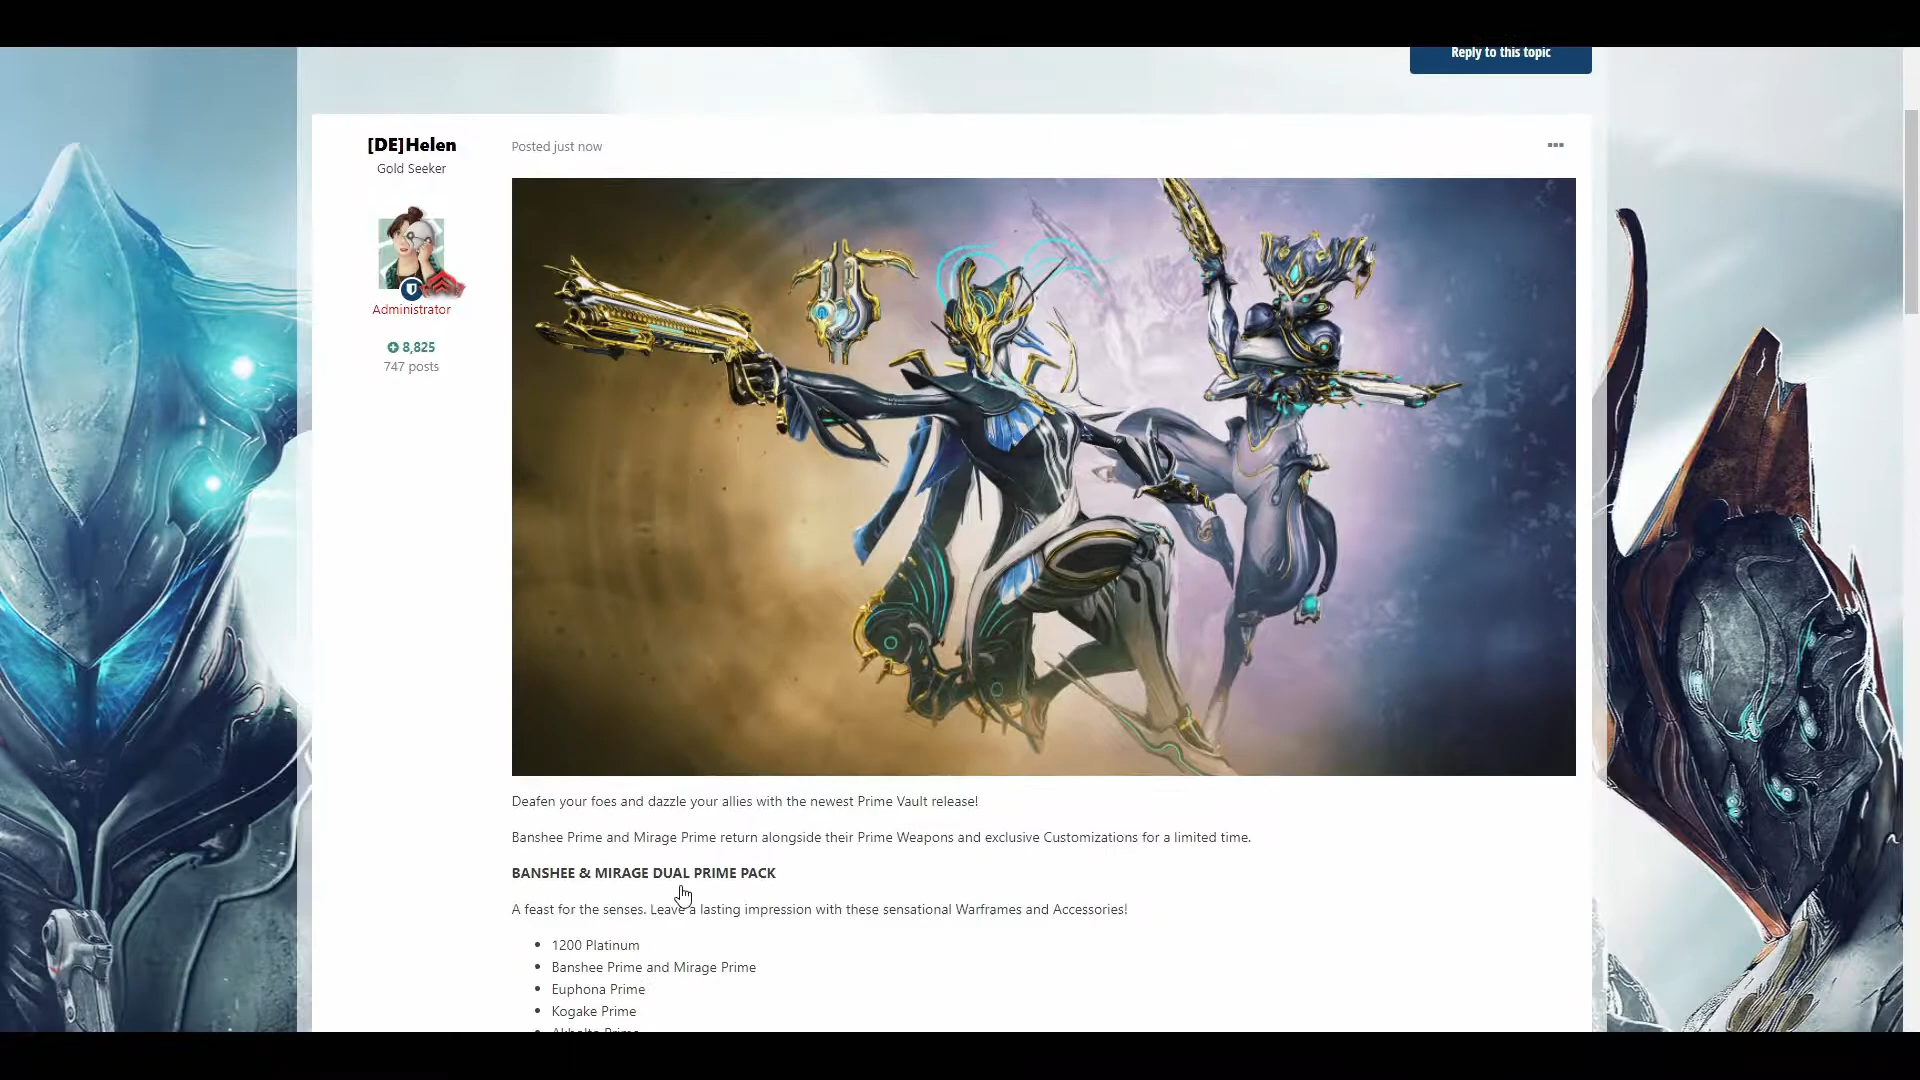 Reply to this topic
[DE]Helen
Gold Seeker
Administrator
8,825
747 posts
Posted just now
Deafen your foes and dazzle your allies with the newest Prime Vault release!
Banshee Prime and Mirage Prime return alongside their Prime Weapons and exclusive Customizations for a limited time.
BANSHEE & MIRAGE DUAL PRIME PACK
A feast for the senses. Leave a lasting impression with these sensational Warframes and Accessories!
1200 Platinum
Banshee Prime and Mirage Prime
Euphona Prime
Kogake Prime